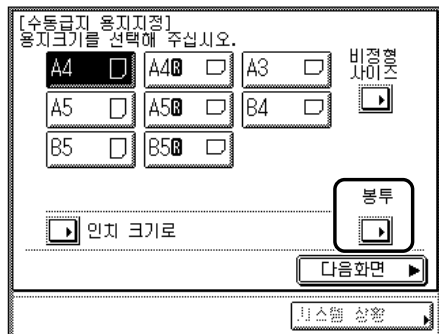 [수동급지 용지지정]
용지크기를 선택해 주십시오.
A4 A4R A3 비정형
사이즈
A5 A5R B4
B5 B5R
봉투
인치 크기로
다음화면
시스템 상황